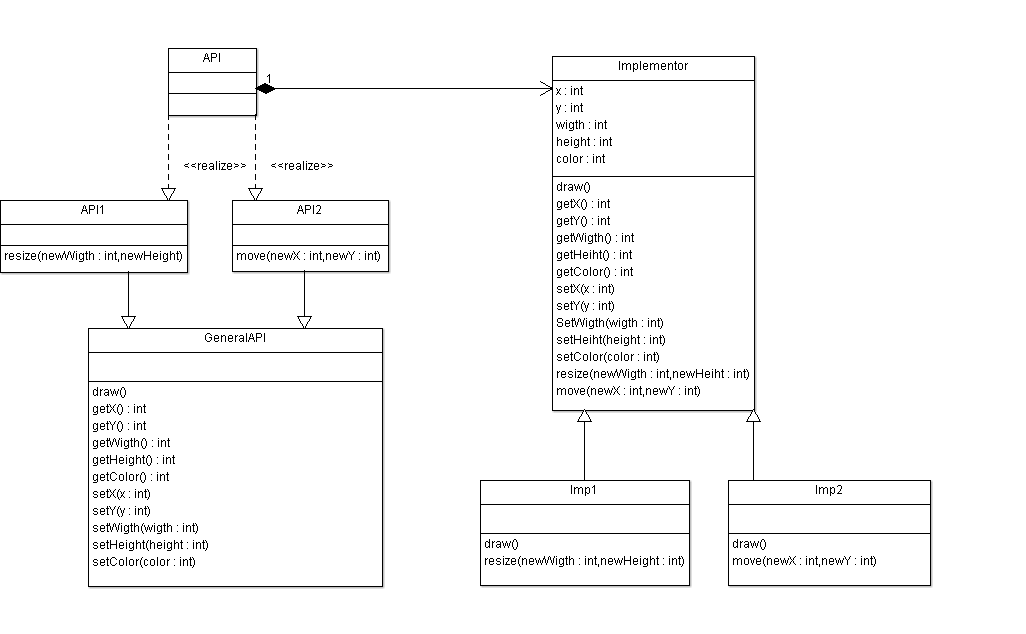 API
1
<<realize>>
<<realize>>
API1
resize(newWigth : int,newHeight)
API2
move(newX : int,newY : int)
GeneralAPI
draw()
getX() : int
getY() : int
getWigth() : int
getHeight() : int
getColor() : int
setX(x : int)
setY(y : int)
setWigth(wigth : int)
setHeight(height : int)
setColor(color : int)
Implementor
x : int
y : int
wigth : int
height : int
color : int
draw()
getX() : int
getY() : int
getWigth() : int
getHeiht() : int
getColor() : int
setX(x : int)
setY(y : int)
SetWigth(wigth : int)
setHeiht(height : int)
setColor(color : int)
resize(newWigth : int,newHeiht : int)
move(newX : int,newY : int)
Imp1
draw()
resize(newWigth : int,newHeight : int)
Imp2
draw()
move(newX : int,newY : int)